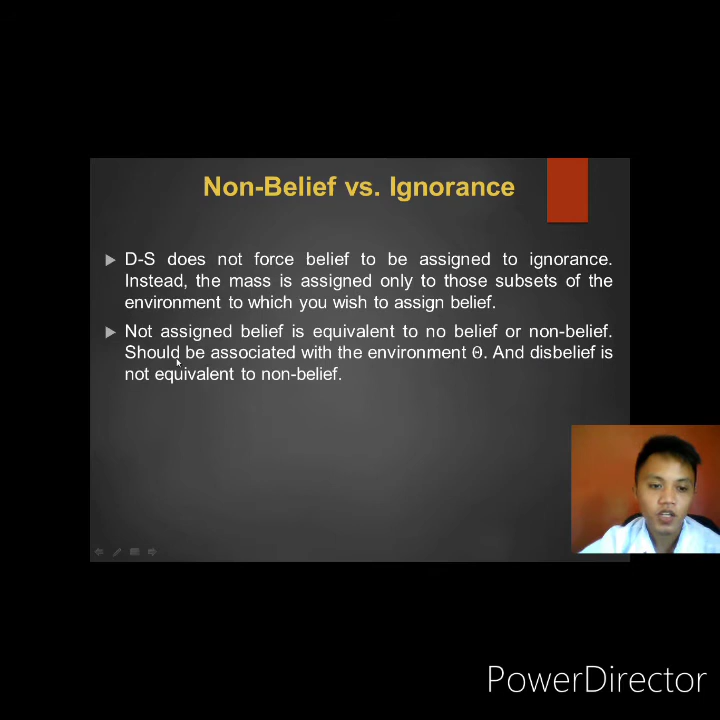 Non-Belief vs. Ignorance
D-S does not force belief to be assigned to ignorance.
Instead, the mass is assigned only to those subsets of the
environment to which you wish to assign belief.
Not assigned belief is equivalent to no belief or non-belief.
Should be associated with the environment Θ. And disbelief is
not equivalent to non-belief.
PowerDirector